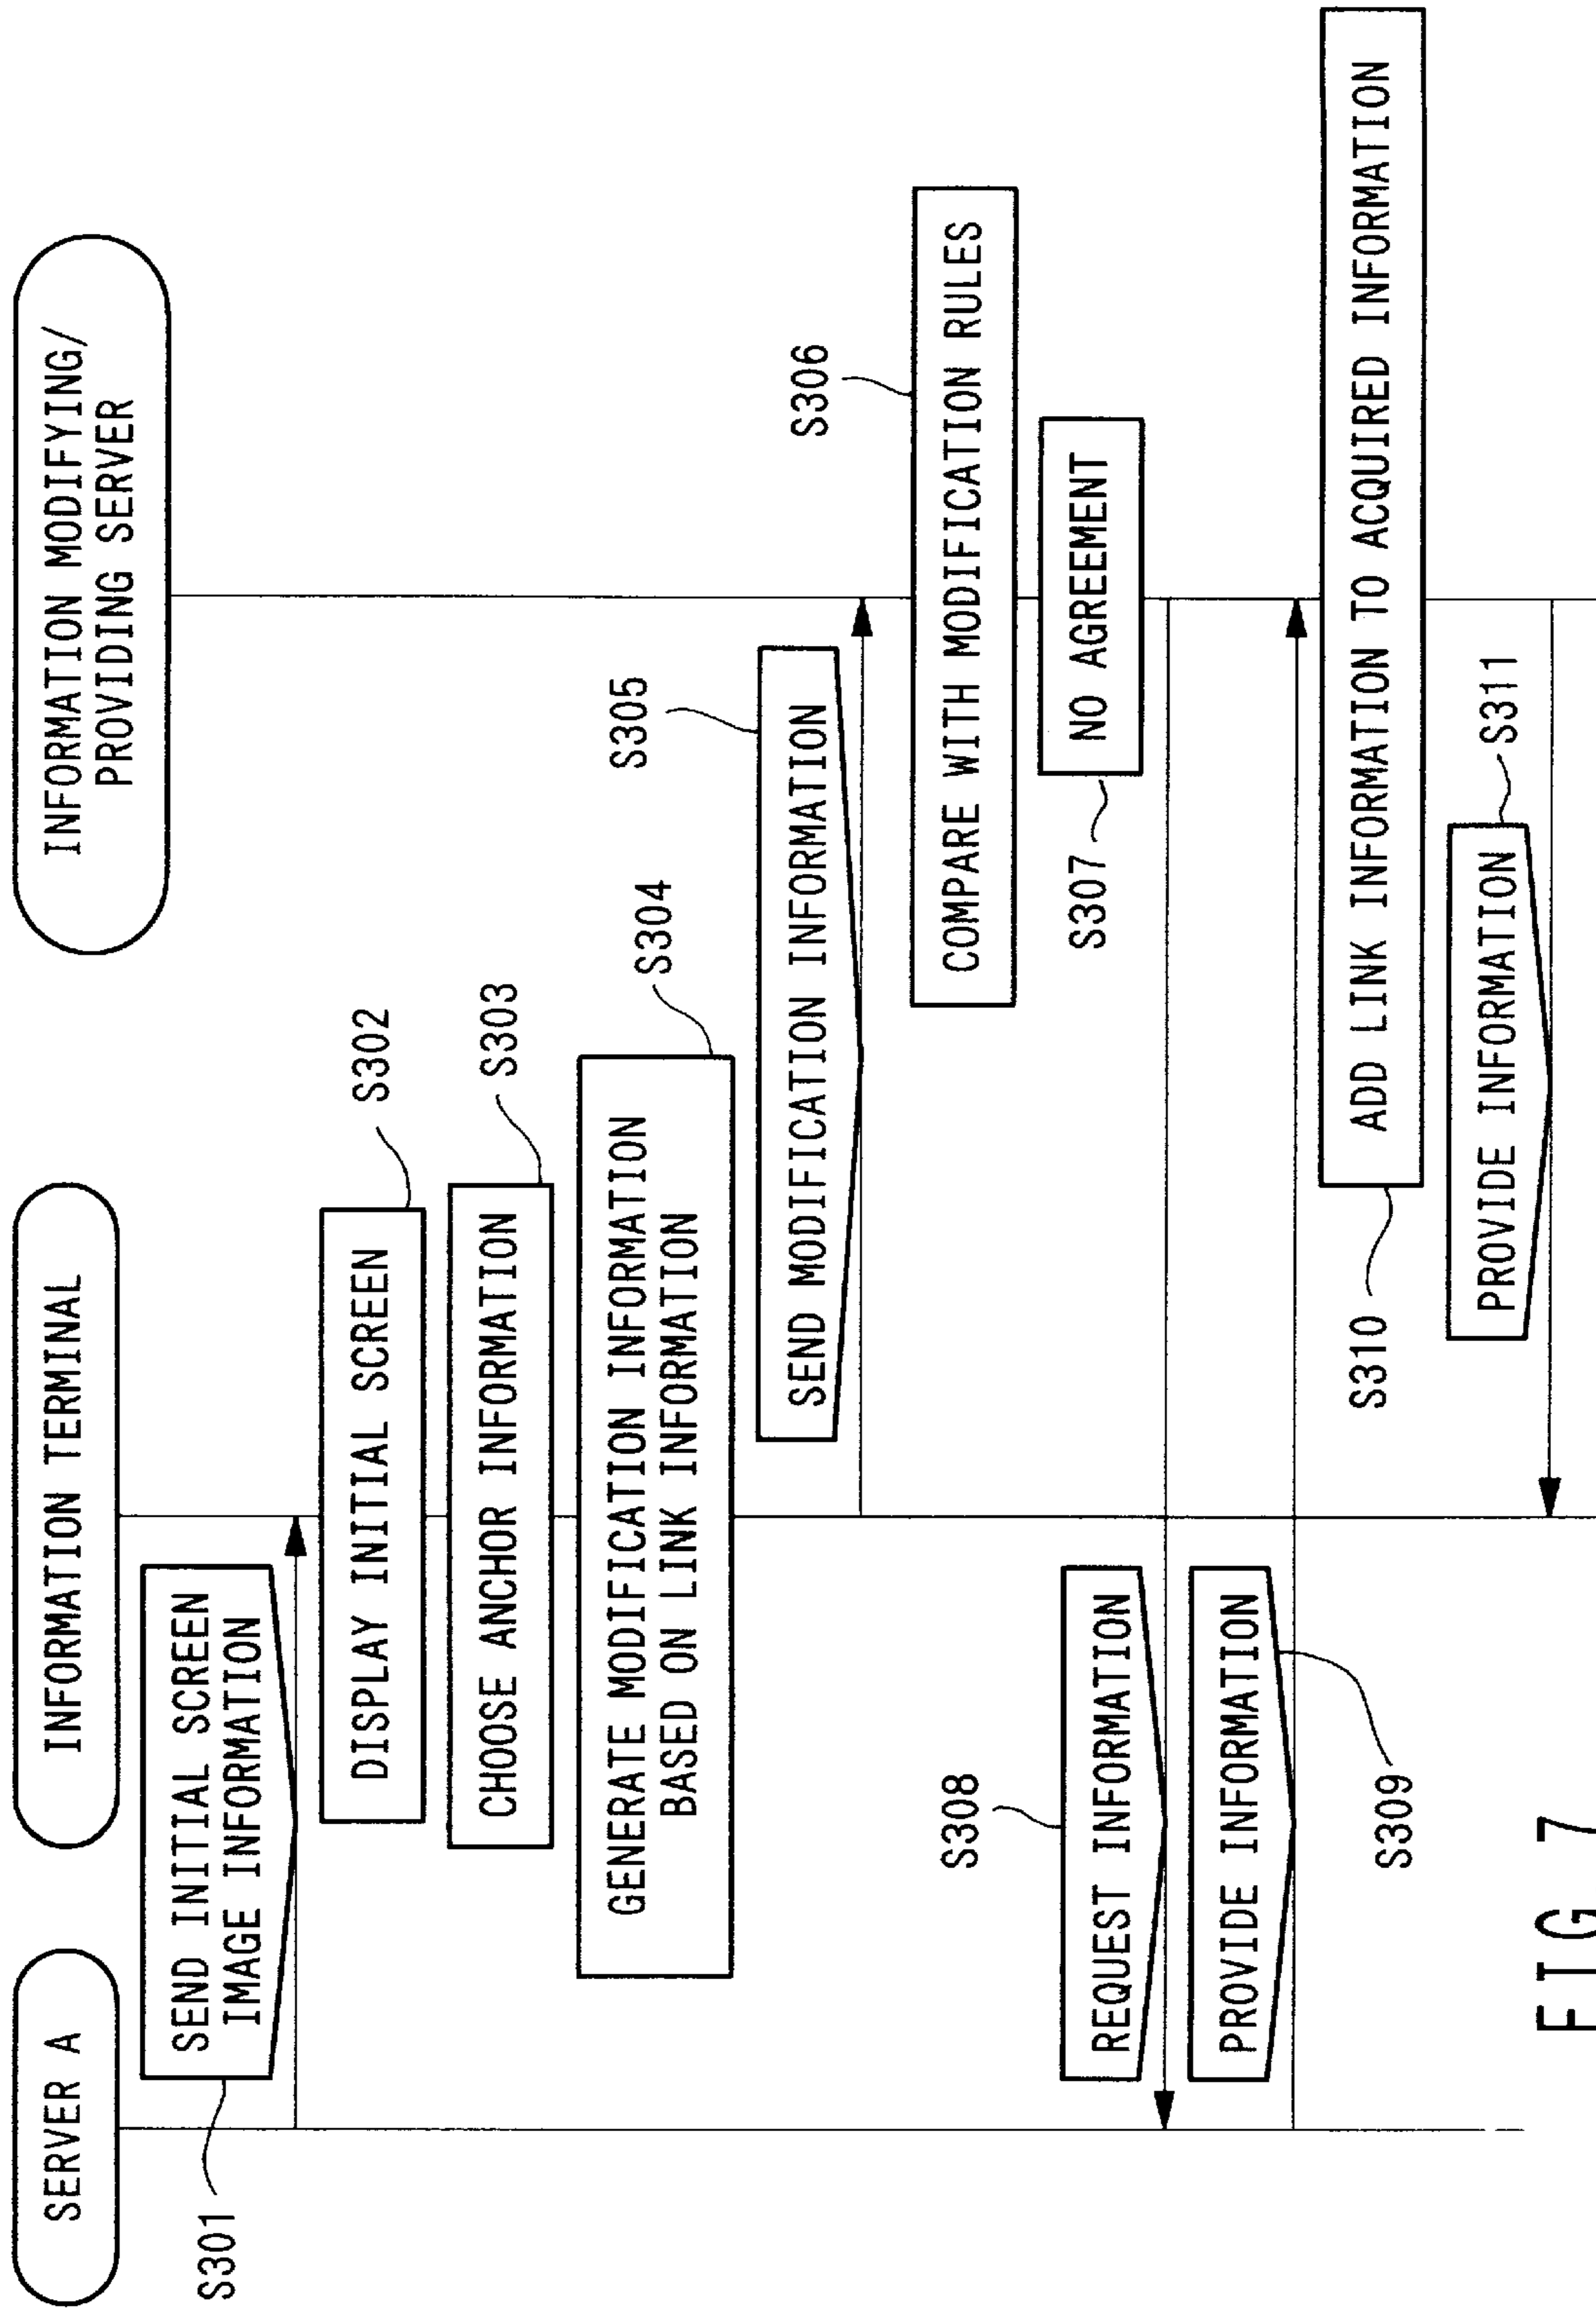 SERVER A
INFORMATION TERMINAL
INFORMATION MODIFYING/
PROVIDING SERVER
S301
SEND INITIAL SCREEN
IMAGE INFORMATION
DISPLAY INITIAL SCREEN
S302
CHOOSE ANCHOR INFORMATION
S303
GENERATE MODIFICATION INFORMATION
BASED ON LINK INFORMATION
S304
SEND MODIFICATION INFORMATION
S305
COMPARE WITH MODIFICATION RULES
S306
S307
NO AGREEMENT
S308
REQUEST INFORMATION
PROVIDE INFORMATION
S309
S310
ADD LINK INFORMATION TO ACQUIRED INFORMATION
PROVIDE INFORMATION
S311
FIG 7